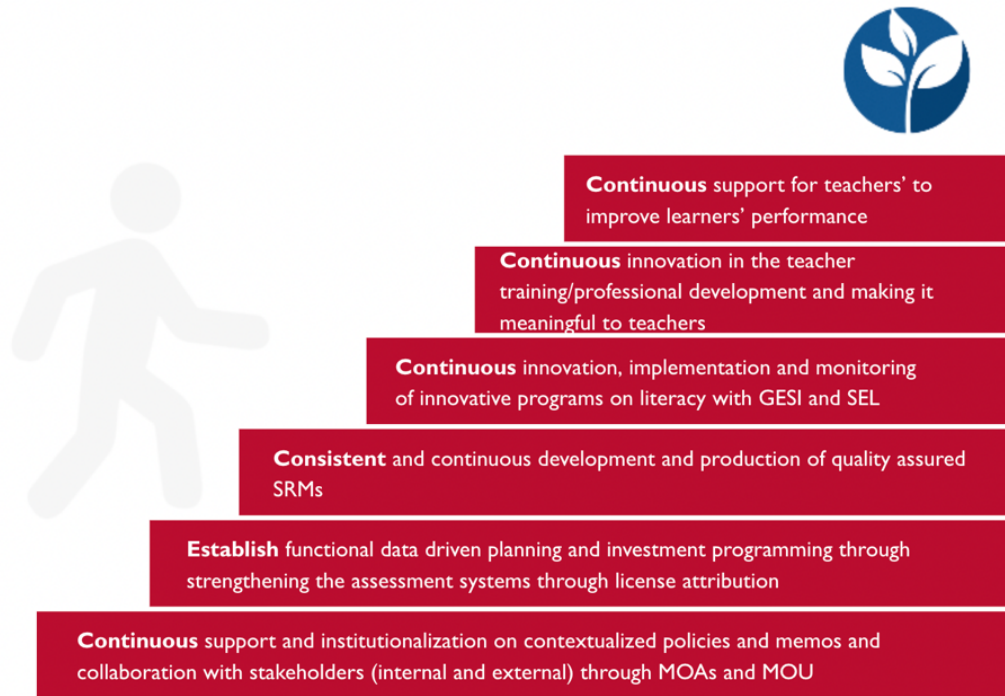 Continuous support for teachers’ to
improve learners’ performance
Continuous innovation in the teacher
training/professional development and making it
meaningful to teachers
Continuous innovation, implementation and monitoring
of innovative programs on literacy with GESI and SEL
Consistent and continuous development and production of quality assured
SRMs
Establish functional data driven planning and investment programming through
strengthening the assessment systems through license attribution
Continuous support and institutionalization on contextualized policies and memos and
collaboration with stakeholders (internal and external) through MOAs and MOU